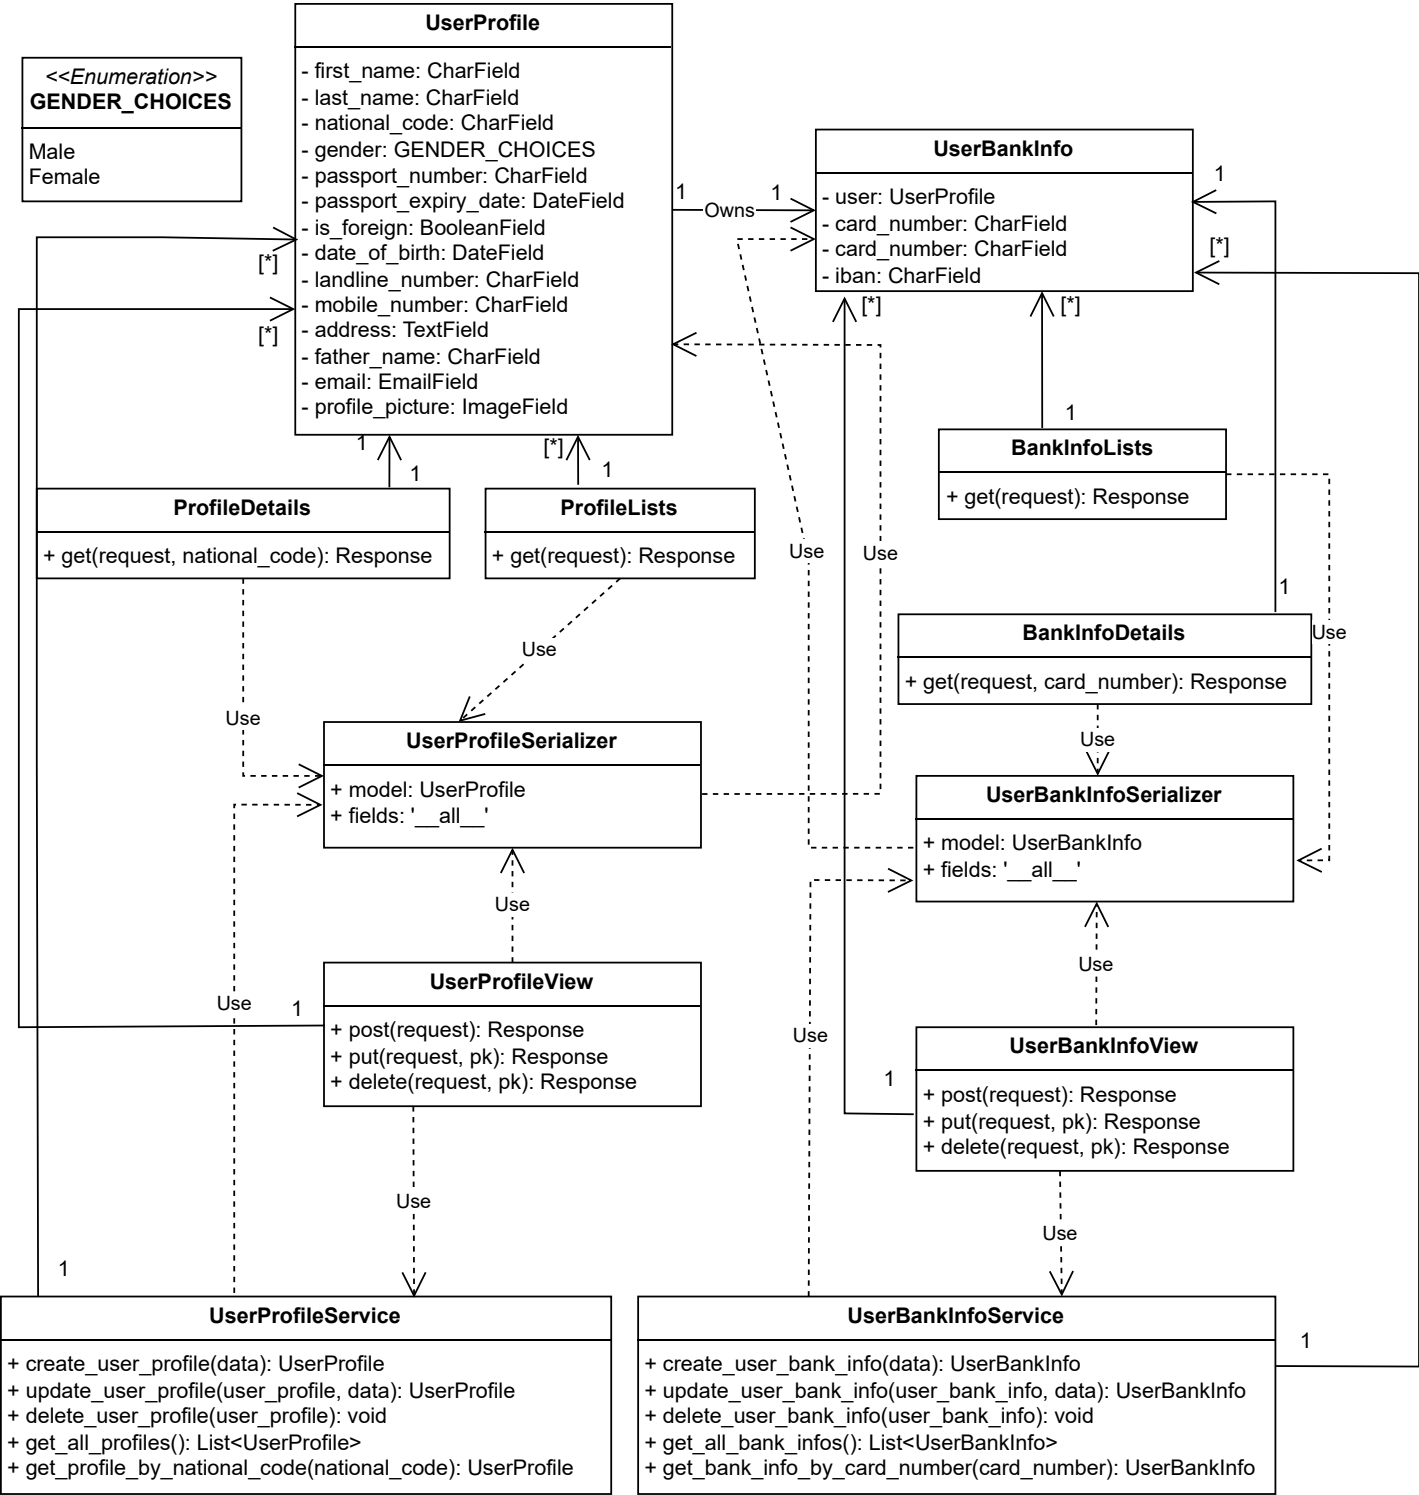 UserProfile
- first_name: CharField
- last_name: CharField
- national_code: CharField
- gender: GENDER_CHOICES
- passport_number: CharField
- passport_expiry_date: DateField
- is_foreign: BooleanField
- date_of_birth: DateField
- landline_number: CharField
- mobile_number: CharField
- address: TextField
- father_name: CharField
- email: EmailField
- profile_picture: ImageField
<<Enumeration>>
GENDER_CHOICES
Male
Female
UserBankInfo
- user: UserProfile
- card_number: CharField
- card_number: CharField
- iban: CharField
1
Owns
1
1
[*]
[*]
[*]
[*]
[*]
1
1
[*]
1
1
BankInfoLists
+ get(request): Response
ProfileDetails
+ get(request, national_code): Response
ProfileLists
+ get(request): Response
Use
Use
1
Use
BankInfoDetails
+ get(request, card_number): Response
Use
Use
Use
UserProfileSerializer
+ model: UserProfile
+ fields: '__all__'
UserBankInfoSerializer
+ model: UserBankInfo
+ fields: '__all__'
Use
Use
UserProfileView
+ post(request): Response
+ put(request, pk): Response
+ delete(request, pk): Response
Use
1
Use
UserBankInfoView
+ post(request): Response
+ put(request, pk): Response
+ delete(request, pk): Response
1
Use
Use
1
UserProfileService
+ create_user_profile(data): UserProfile
+ update_user_profile(user_profile, data): UserProfile
+ delete_user_profile(user_profile): void
+ get_all_profiles(): List<UserProfile>
+ get_profile_by_national_code(national_code): UserProfile
UserBankInfoService
+ create_user_bank_info(data): UserBankInfo
+ update_user_bank_info(user_bank_info, data): UserBankInfo
+ delete_user_bank_info(user_bank_info): void
+ get_all_bank_infos(): List<UserBankInfo>
+ get_bank_info_by_card_number(card_number): UserBankInfo
1